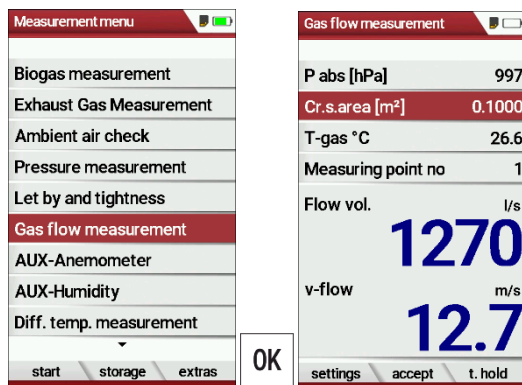 Measurement menu
Biogas measurement
Exhaust Gas Measurement
Ambient air check
Pressure measurement
Let by and tightness
Gas flow measurement
AUX-Anemometer
AUX-Humidity
Diff. temp. measurement
start storage extras
OK
Gas flow measurement
P abs [hPa] 997
Cr.s.area [m²] 0.1000
T-gas °C 26.6
Measuring point no 1
Flow vol. l/s
1270
v-flow m/s
12.7
settings accept t. hold